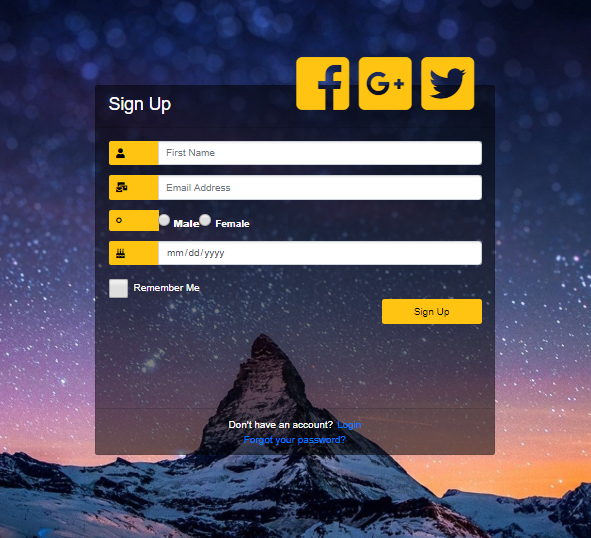 Sign Up
First Name
Email Address
Male Female
mm/dd/yyyy
Remember Me
Sign Up
Don't have an account? Login
Forgot your password?